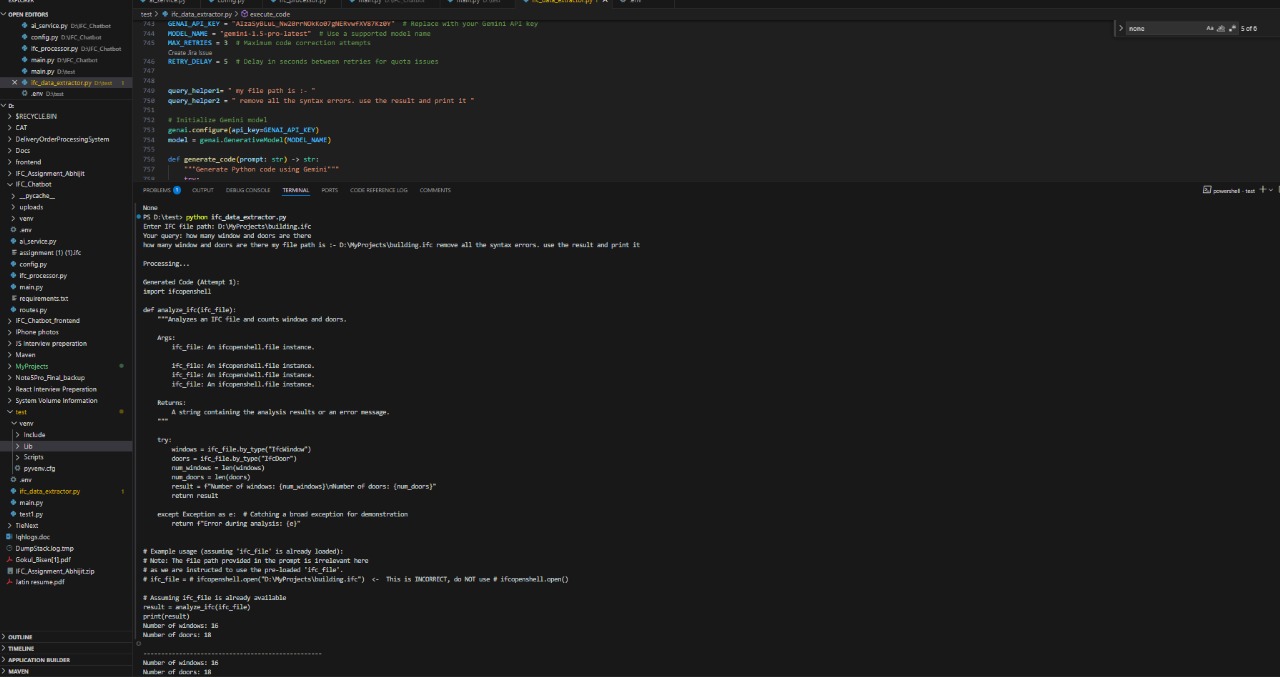 EXPLORER
OPEN EDITORS
ai_service.py D:\IFC_Chatbot
config.py D:\IFC_Chatbot
ifc_processor.py D:\IFC_Chatbot
main.py D:\IFC_Chatbot
main.py D:\test
ifc_data_extractor.py D:\test 1
.env D:\test
D:
$RECYCLE.BIN
CAT
DeliveryOrderProcessingSystem
Docs
frontend
IFC_Assignment_Abhijit
IFC_Chatbot
__pycache__
uploads
venv
.env
ai_service.py
assignment (1) (1).ifc
config.py
ifc_processor.py
main.py
requirements.txt
routes.py
IFC_Chatbot_frontend
IPhone photos
JS Interview preperation
Maven
MyProjects
Note5Pro_Final_backup
React Interview Preperation
System Volume Information
test
venv
Include
Lib
Scripts
pyvenv.cfg
.env
ifc_data_extractor.py 1
main.py
test1.py
TieNext
!qhlogs.doc
DumpStack.log.tmp
Gokul_Bisen[1].pdf
IFC_Assignment_Abhijit.zip
Jatin resume.pdf
OUTLINE
TIMELINE
APPLICATION BUILDER
MAVEN
test > ifc_data_extractor.py > execute_code
none
5 of 8
743 GENAI_API_KEY = # Replace with your Gemini API key
744 MODEL_NAME = "gemini-1.5-pro-latest" # Use a supported model name
745 MAX_RETRIES = 3 # Maximum code correction attempts
Create Jira Issue
746 RETRY_DELAY = 5 # Delay in seconds between retries for quota issues
747
748
749 query_helper1= " my file path is :- "
750 query_helper2 = " remove all the syntax errors. use the result and print it "
751
752 # Initialize Gemini model
753 genai.configure(api_key=GENAI_API_KEY)
754 model = genai.GenerativeModel(MODEL_NAME)
755
756 def generate_code(prompt: str) -> str:
757 """Generate Python code using Gemini"""
758 try:
PROBLEMS 1 OUTPUT DEBUG CONSOLE TERMINAL PORTS CODE REFERENCE LOG COMMENTS
powershell - test
None
PS D:\test> python ifc_data_extractor.py
Enter IFC file path: D:\MyProjects\building.ifc
Your query: how many window and doors are there
how many window and doors are there my file path is :- D:\MyProjects\building.ifc remove all the syntax errors. use the result and print it
Processing...
Generated Code (Attempt 1):
import ifcopenshell
def analyze_ifc(ifc_file):
"""Analyzes an IFC file and counts windows and doors.
Args:
ifc_file: An ifcopenshell.file instance.
ifc_file: An ifcopenshell.file instance.
ifc_file: An ifcopenshell.file instance.
ifc_file: An ifcopenshell.file instance.
Returns:
A string containing the analysis results or an error message.
"""
try:
windows = ifc_file.by_type("IfcWindow")
doors = ifc_file.by_type("IfcDoor")
num_windows = len(windows)
num_doors = len(doors)
result = f"Number of windows: {num_windows}\nNumber of doors: {num_doors}"
return result
except Exception as e: # Catching a broad exception for demonstration
return f"Error during analysis: {e}"
# Example usage (assuming 'ifc_file' is already loaded):
# Note: The file path provided in the prompt is irrelevant here
# as we are instructed to use the pre-loaded 'ifc_file'.
# ifc_file = # ifcopenshell.open("D:\MyProjects\building.ifc") <- This is INCORRECT, do NOT use # ifcopenshell.open()
# Assuming ifc_file is already available
result = analyze_ifc(ifc_file)
print(result)
Number of windows: 16
Number of doors: 18
--------------------------------------------------
Number of windows: 16
Number of doors: 18